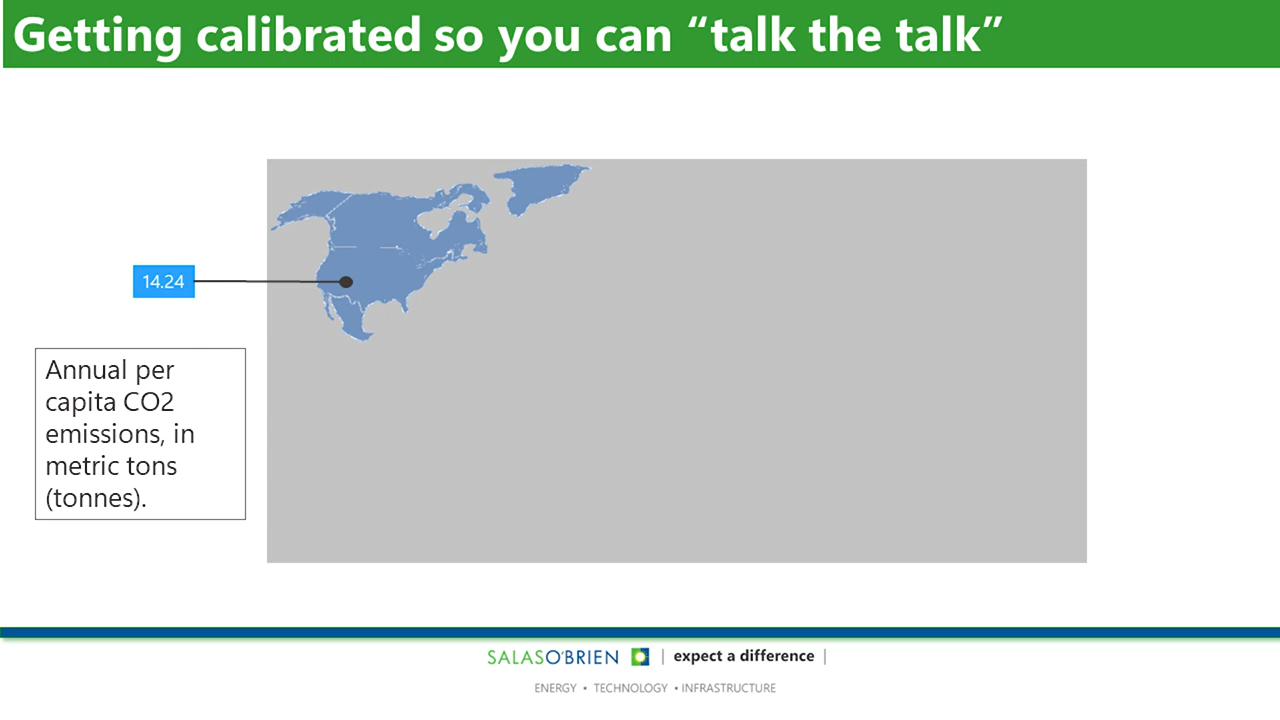 Getting calibrated so you can “talk the talk”
14.24
Annual per
capita CO2
emissions, in
metric tons
(tonnes).
SALASO'BRIEN | expect a difference |
ENERGY • TECHNOLOGY • INFRASTRUCTURE